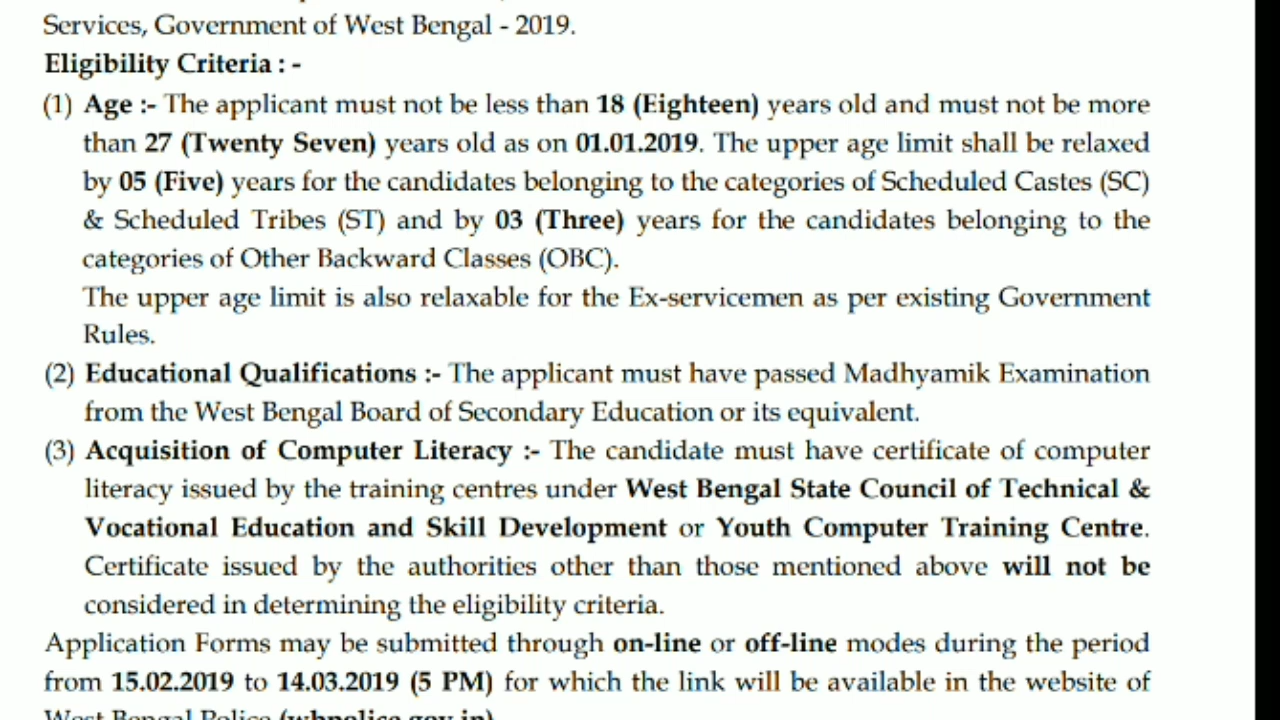 Services, Government of West Bengal - 2019.
Eligibility Criteria : -
(1) Age :- The applicant must not be less than 18 (Eighteen) years old and must not be more
than 27 (Twenty Seven) years old as on 01.01.2019. The upper age limit shall be relaxed
by 05 (Five) years for the candidates belonging to the categories of Scheduled Castes (SC)
& Scheduled Tribes (ST) and by 03 (Three) years for the candidates belonging to the
categories of Other Backward Classes (OBC).
The upper age limit is also relaxable for the Ex-servicemen as per existing Government
Rules.
(2) Educational Qualifications :- The applicant must have passed Madhyamik Examination
from the West Bengal Board of Secondary Education or its equivalent.
(3) Acquisition of Computer Literacy :- The candidate must have certificate of computer
literacy issued by the training centres under West Bengal State Council of Technical &
Vocational Education and Skill Development or Youth Computer Training Centre.
Certificate issued by the authorities other than those mentioned above will not be
considered in determining the eligibility criteria.
Application Forms may be submitted through on-line or off-line modes during the period
from 15.02.2019 to 14.03.2019 (5 PM) for which the link will be available in the website of
West Bengal Police (wbpolice.gov.in)